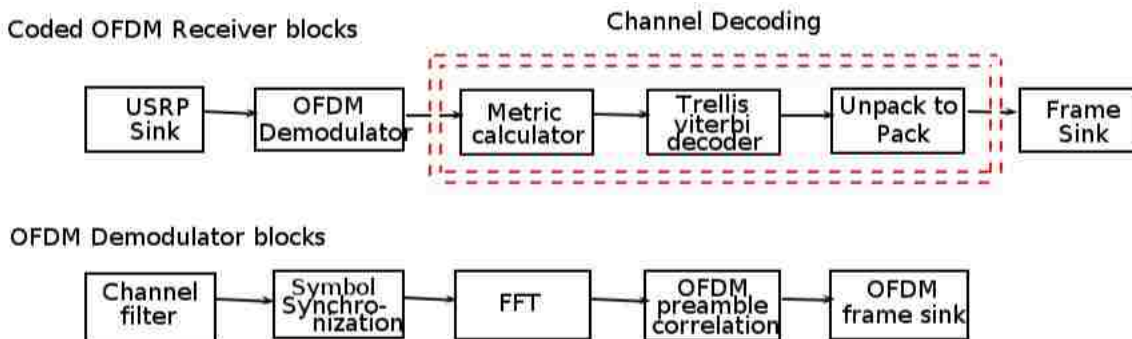 Coded OFDM Receiver blocks
Channel Decoding
USRP
Sink
OFDM
Demodulator
Metric
calculator
Trellis
viterbi
decoder
Unpack to
Pack
Frame
Sink
OFDM Demodulator blocks
Channel
filter
Symbol
Synchro-
nization
FFT
OFDM
preamble
correlation
OFDM
frame sink